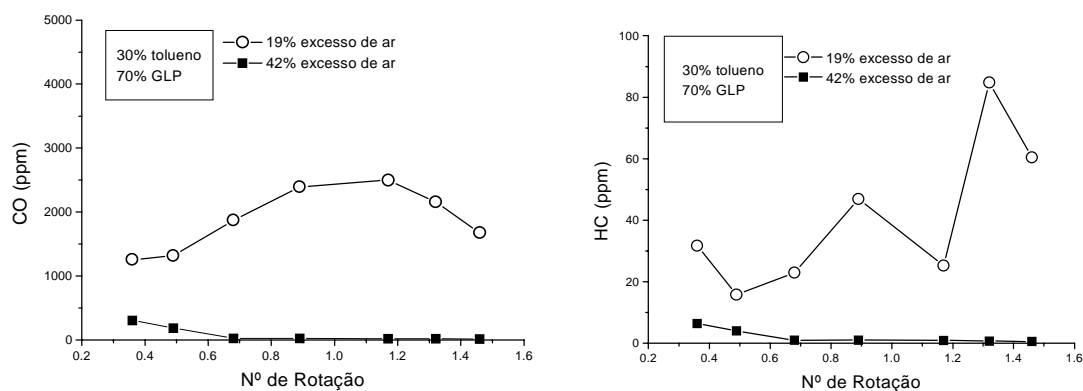 5000
4000
3000
2000
1000
0
CO (ppm)
30% tolueno
70% GLP
19% excesso de ar
42% excesso de ar
0.2 0.4 0.6 0.8 1.0 1.2 1.4 1.6
Nº de Rotação
100
80
60
40
20
0
HC (ppm)
30% tolueno
70% GLP
19% excesso de ar
42% excesso de ar
0.2 0.4 0.6 0.8 1.0 1.2 1.4 1.6
Nº de Rotação